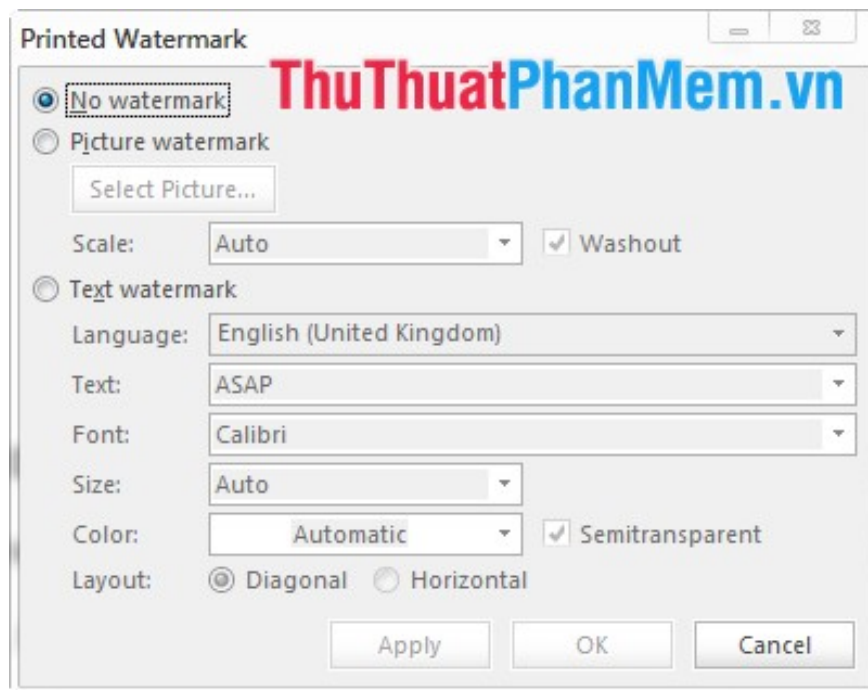 Printed Watermark
ThuThuatPhanMem.vn
No watermark
Picture watermark
Select Picture...
Scale: Auto Washout
Text watermark
Language: English (United Kingdom)
Text: ASAP
Font: Calibri
Size: Auto
Color: Automatic Semitransparent
Layout: Diagonal Horizontal
Apply OK Cancel